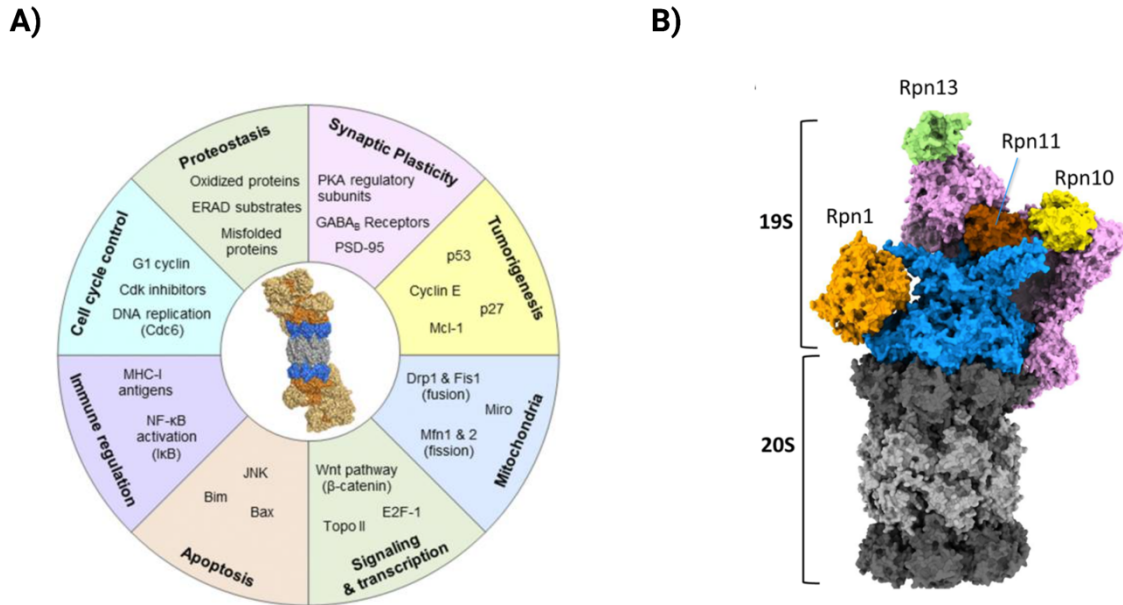 A)
Proteostasis
Oxidized proteins
ERAD substrates
Misfolded
proteins
Synaptic Plasticity
PKA regulatory
subunits
GABAB Receptors
PSD-95
Tumorigenesis
p53
Cyclin E
p27
Mcl-1
Mitochondria
Drp1 & Fis1
(fusion)
Miro
Mfn1 & 2
(fission)
Signaling
& transcription
Wnt pathway
(β-catenin)
E2F-1
Topo II
Apoptosis
JNK
Bim
Bax
Immune regulation
MHC-I
antigens
NF-κB
activation
(IκB)
Cell cycle control
G1 cyclin
Cdk inhibitors
DNA replication
(Cdc6)
B)
Rpn13
Rpn11
Rpn10
Rpn1
19S
20S